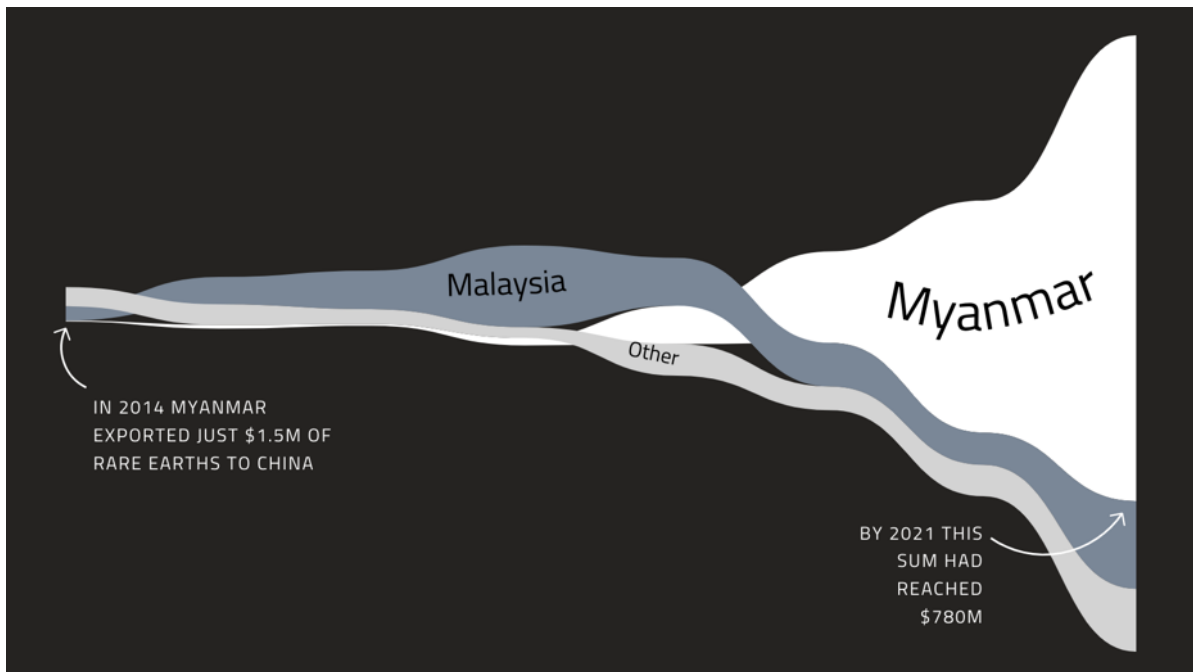 Malaysia
Myanmar
Other
IN 2014 MYANMAR
EXPORTED JUST $1.5M OF
RARE EARTHS TO CHINA
BY 2021 THIS
SUM HAD
REACHED
$780M